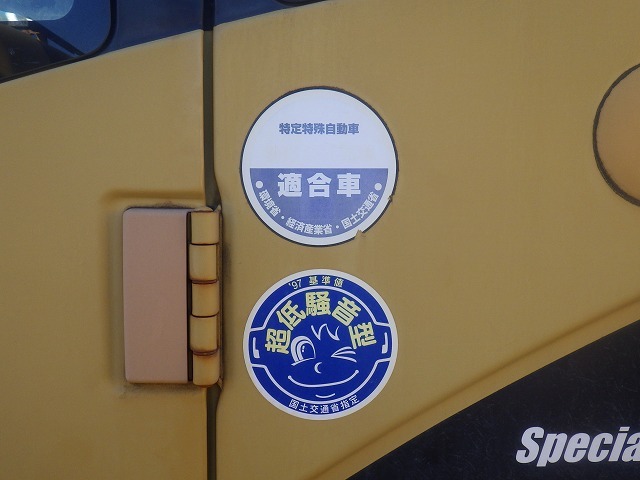 特定特殊自動車
適合車
・環境省・経済産業省・国土交通省・
'97 基準値
超低騒音型
国土交通省指定
Specia